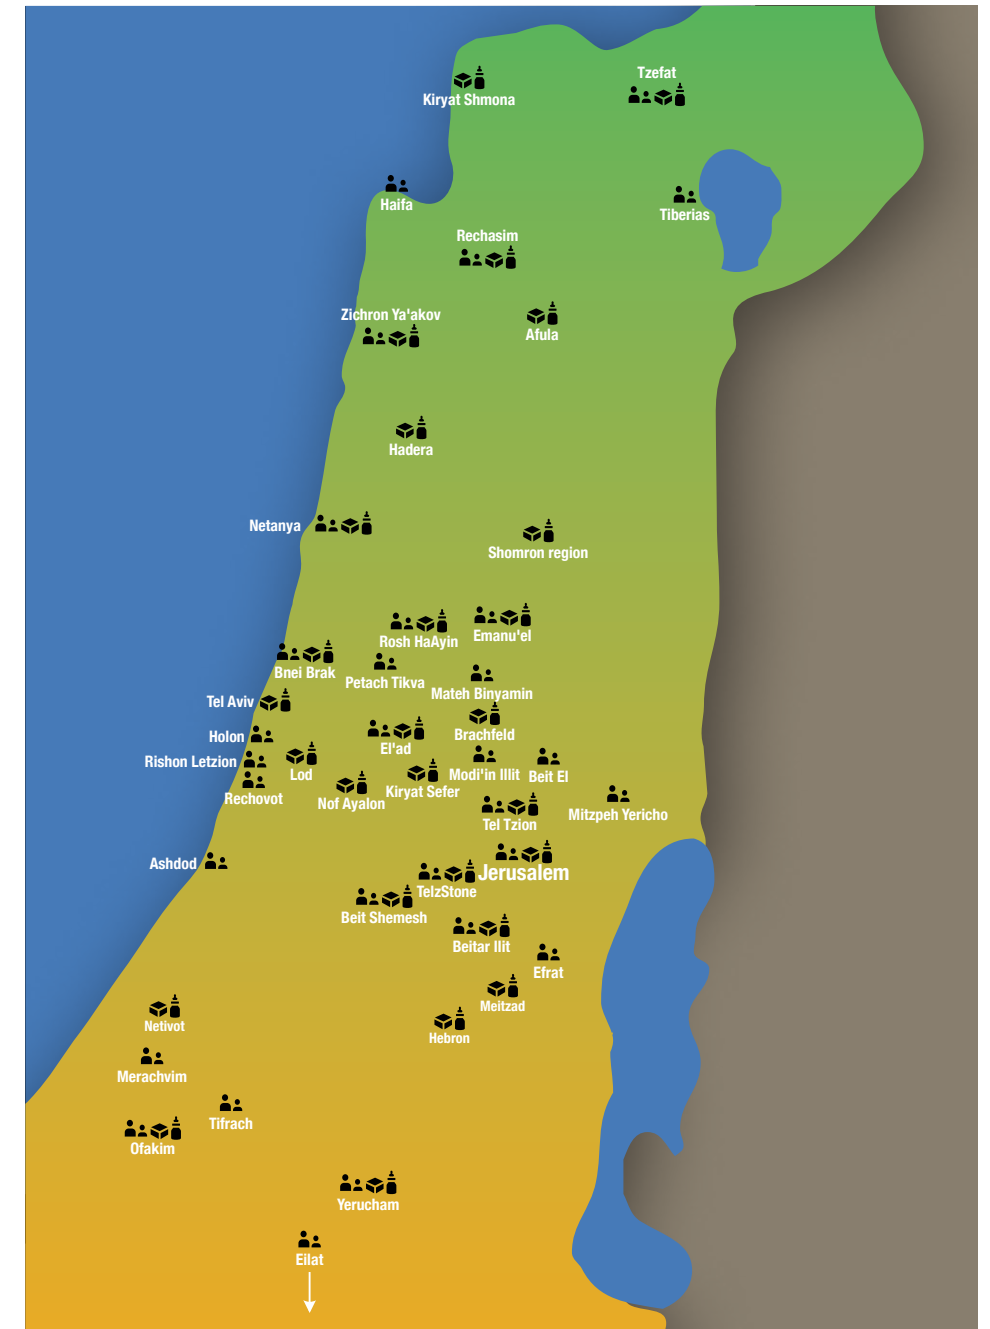 Tzefat
Kiryat Shmona
Haifa
Tiberias
Rechasim
Zichron Ya'akov
Afula
Hadera
Netanya
Shomron region
Rosh HaAyin
Emanu'el
Bnei Brak
Petach Tikva
Mateh Binyamin
Tel Aviv
Brachfeld
Holon
El'ad
Rishon Letzion
Lod
Modi'in Illit
Beit El
Rechovot
Nof Ayalon
Kiryat Sefer
Mitzpeh Yericho
Tel Tzion
Ashdod
Jerusalem
TelzStone
Beit Shemesh
Beitar Ilit
Efrat
Meitzad
Netivot
Hebron
Merachvim
Tifrach
Ofakim
Yerucham
Eilat